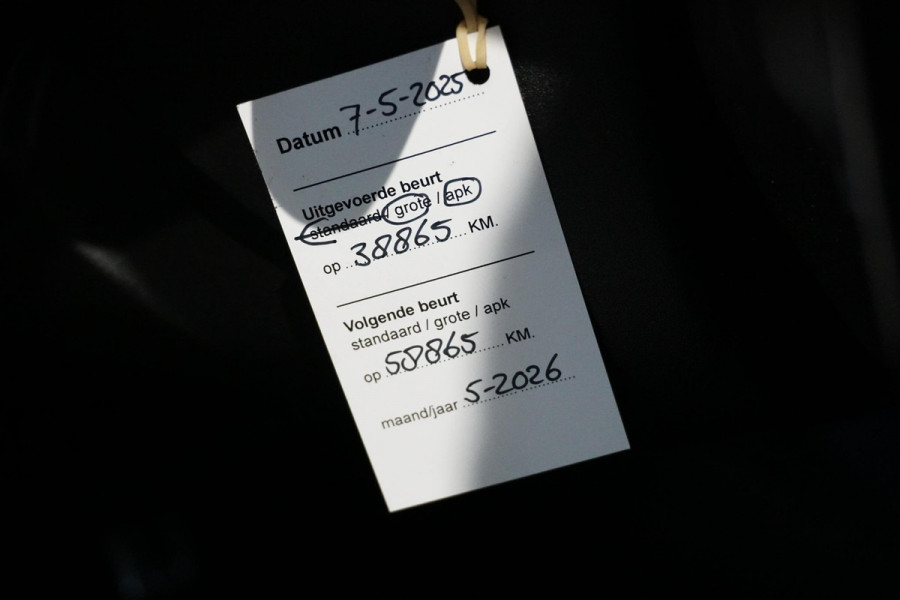 Datum 7-5-2025
Uitgevoerde beurt
standaard / grote / apk
op 38865 KM.
Volgende beurt
standaard / grote / apk
op 58865 KM.
maand/jaar 5-2026